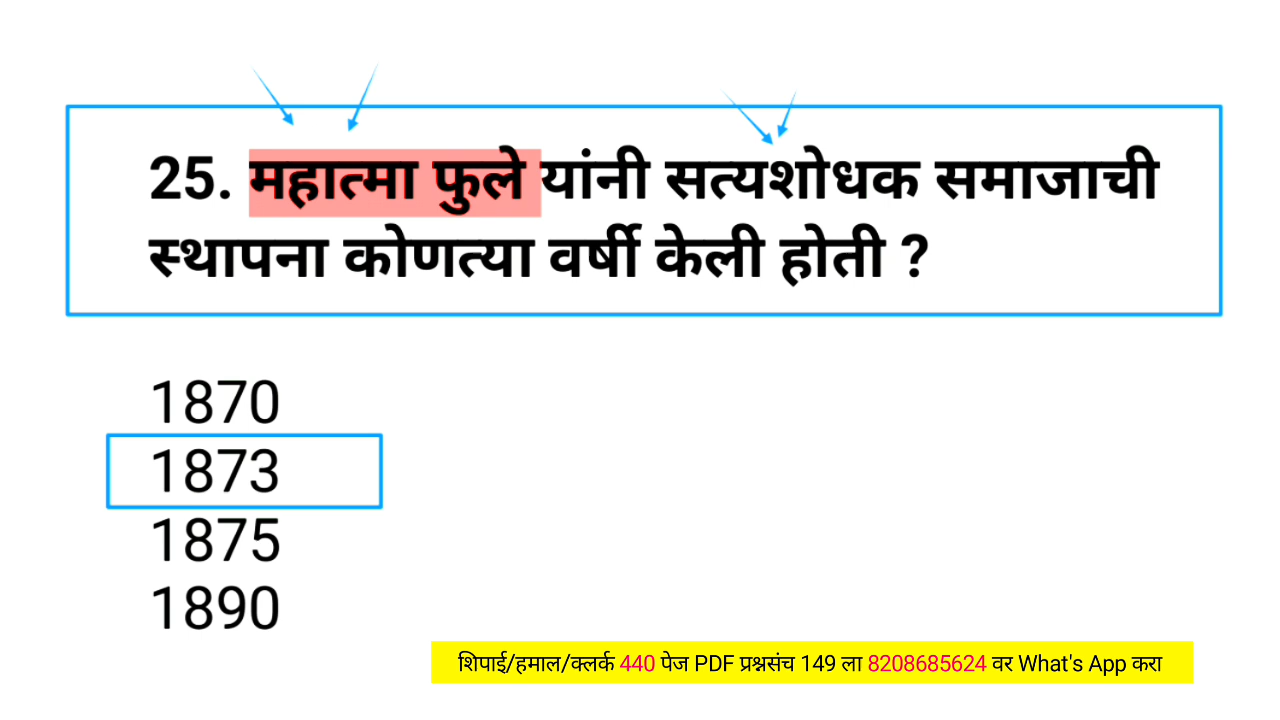 25. महात्मा फुले यांनी सत्यशोधक समाजाची
स्थापना कोणत्या वर्षी केली होती ?
1870
1873
1875
1890
शिपाई/हमाल/क्लर्क 440 पेज PDF प्रश्नसंच 149 ला 8208685624 वर What's App करा